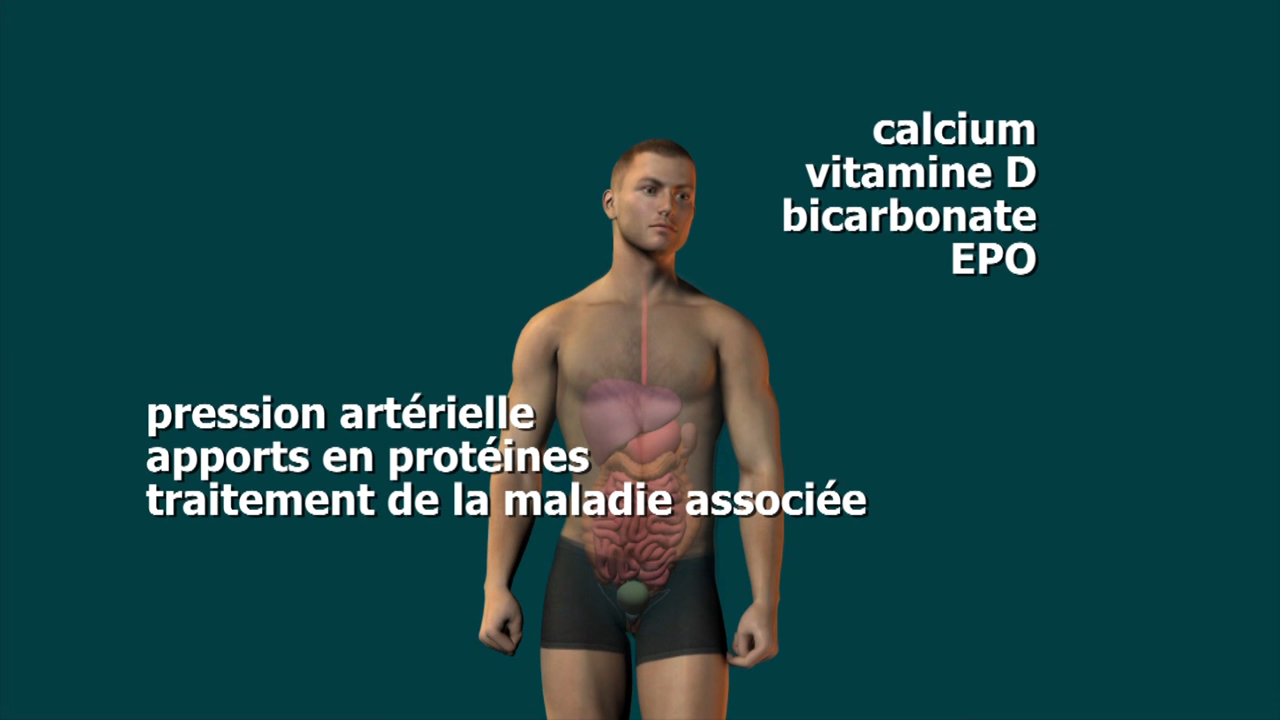 calcium
vitamine D
bicarbonate
EPO
pression artérielle
apports en protéines
traitement de la maladie associée